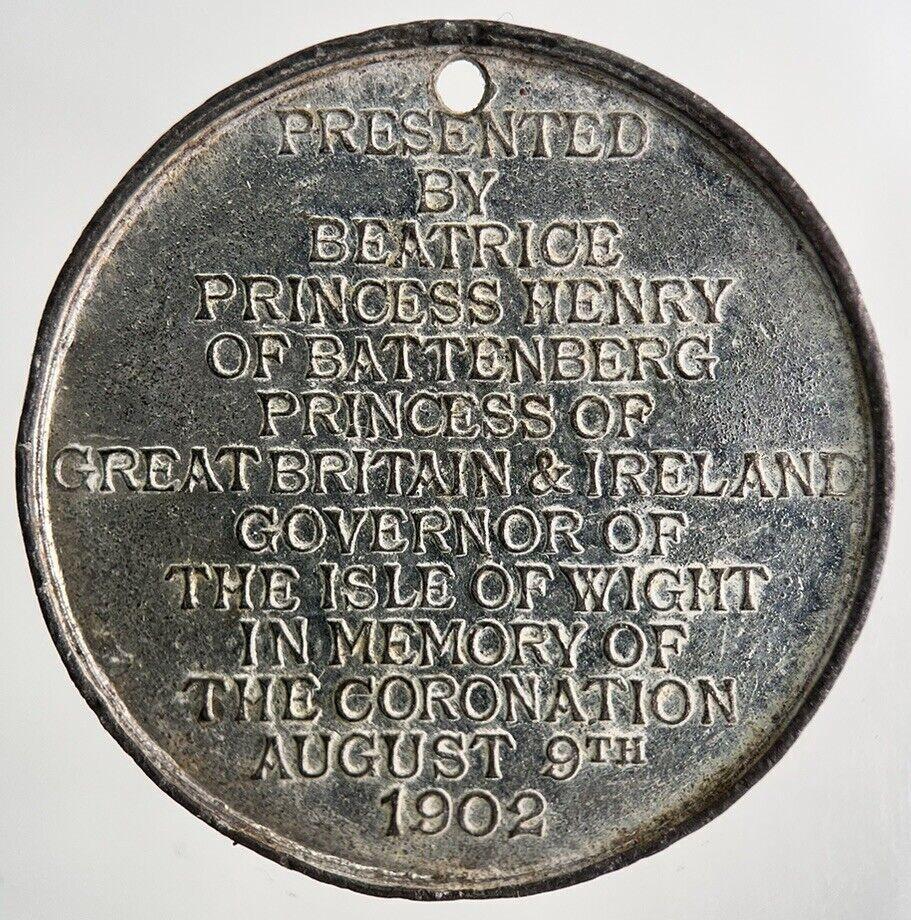 PRESENTED
BY
BEATRICE
PRINCESS HENRY
OF BATTENBERG
PRINCESS OF
GREAT BRITAIN & IRELAND
GOVERNOR OF
THE ISLE OF WIGHT
IN MEMORY OF
THE CORONATION
AUGUST 9TH
1902